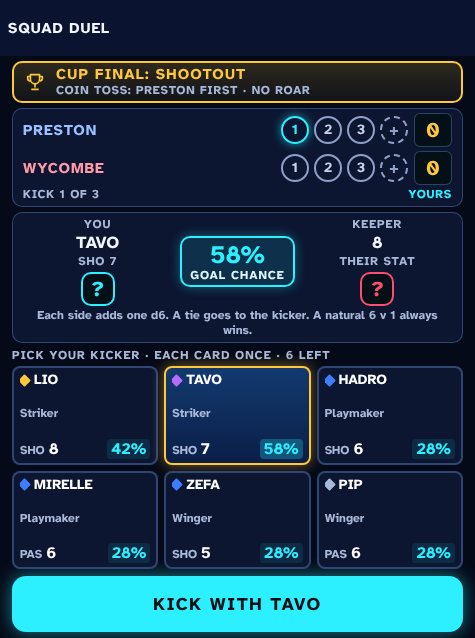 SQUAD DUEL
CUP FINAL: SHOOTOUT
COIN TOSS: PRESTON FIRST · NO ROAR
PRESTON 1 2 3 + 0
WYCOMBE 1 2 3 + 0
KICK 1 OF 3 YOURS
YOU KEEPER
TAVO 58% 8
SHO 7 GOAL CHANCE THEIR STAT
? ?
Each side adds one d6. A tie goes to the kicker. A natural 6 v 1 always
wins.
PICK YOUR KICKER · EACH CARD ONCE · 6 LEFT
LIO TAVO HADRO
Striker Striker Playmaker
SHO 8 42% SHO 7 58% SHO 6 28%
MIRELLE ZEFA PIP
Playmaker Winger Winger
PAS 6 28% SHO 5 28% PAS 6 28%
KICK WITH TAVO